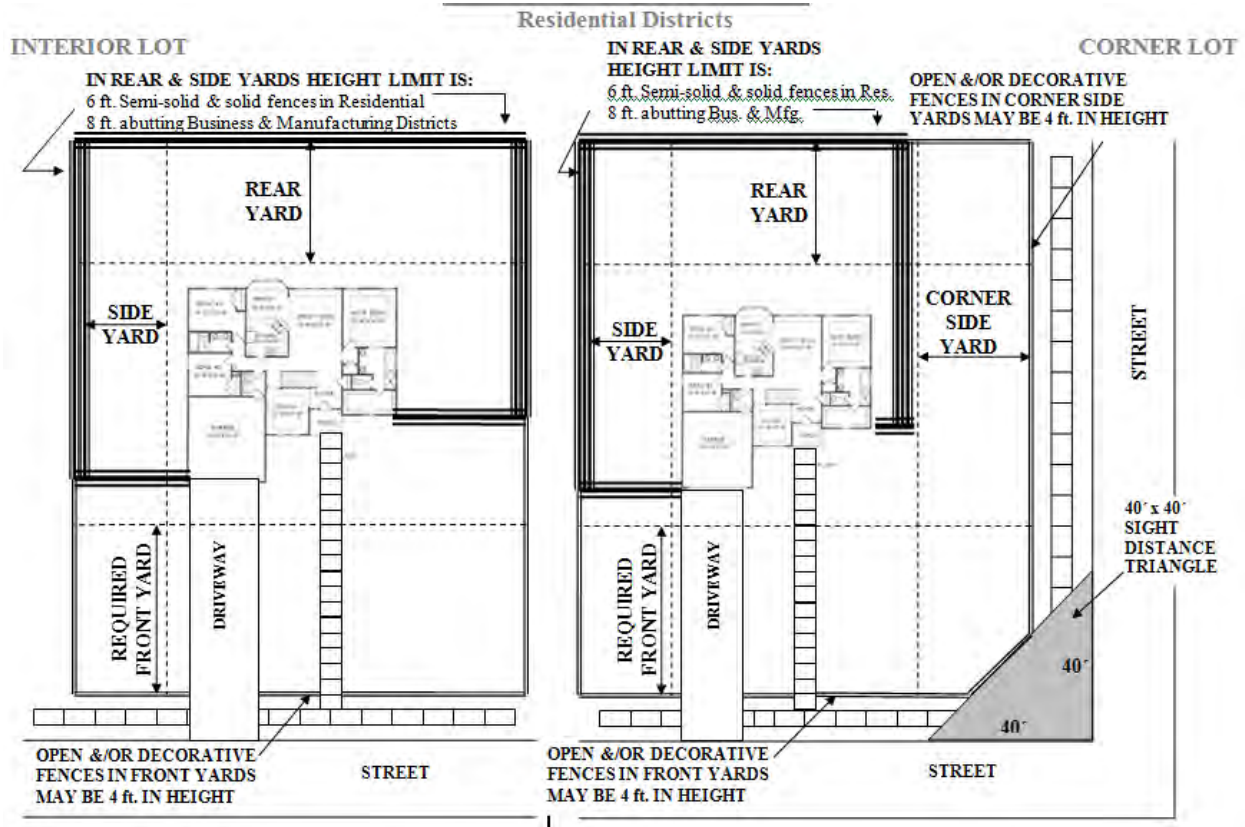 Residential Districts
INTERIOR LOT
IN REAR & SIDE YARDS HEIGHT LIMIT IS:
6 ft. Semi-solid & solid fences in Residential
8 ft. abutting Business & Manufacturing Districts
REAR
YARD
SIDE
YARD
REQUIRED
FRONT YARD
DRIVEWAY
OPEN &/OR DECORATIVE
FENCES IN FRONT YARDS
MAY BE 4 ft. IN HEIGHT
STREET
CORNER LOT
IN REAR & SIDE YARDS
HEIGHT LIMIT IS:
6 ft. Semi-solid & solid fences in Res.
8 ft. abutting Bus. & Mfg.
OPEN &/OR DECORATIVE
FENCES IN CORNER SIDE
YARDS MAY BE 4 ft. IN HEIGHT
REAR
YARD
SIDE
YARD
CORNER
SIDE
YARD
STREET
40´ x 40´
SIGHT
DISTANCE
TRIANGLE
REQUIRED
FRONT YARD
DRIVEWAY
40´
40´
OPEN &/OR DECORATIVE
FENCES IN FRONT YARDS
MAY BE 4 ft. IN HEIGHT
STREET